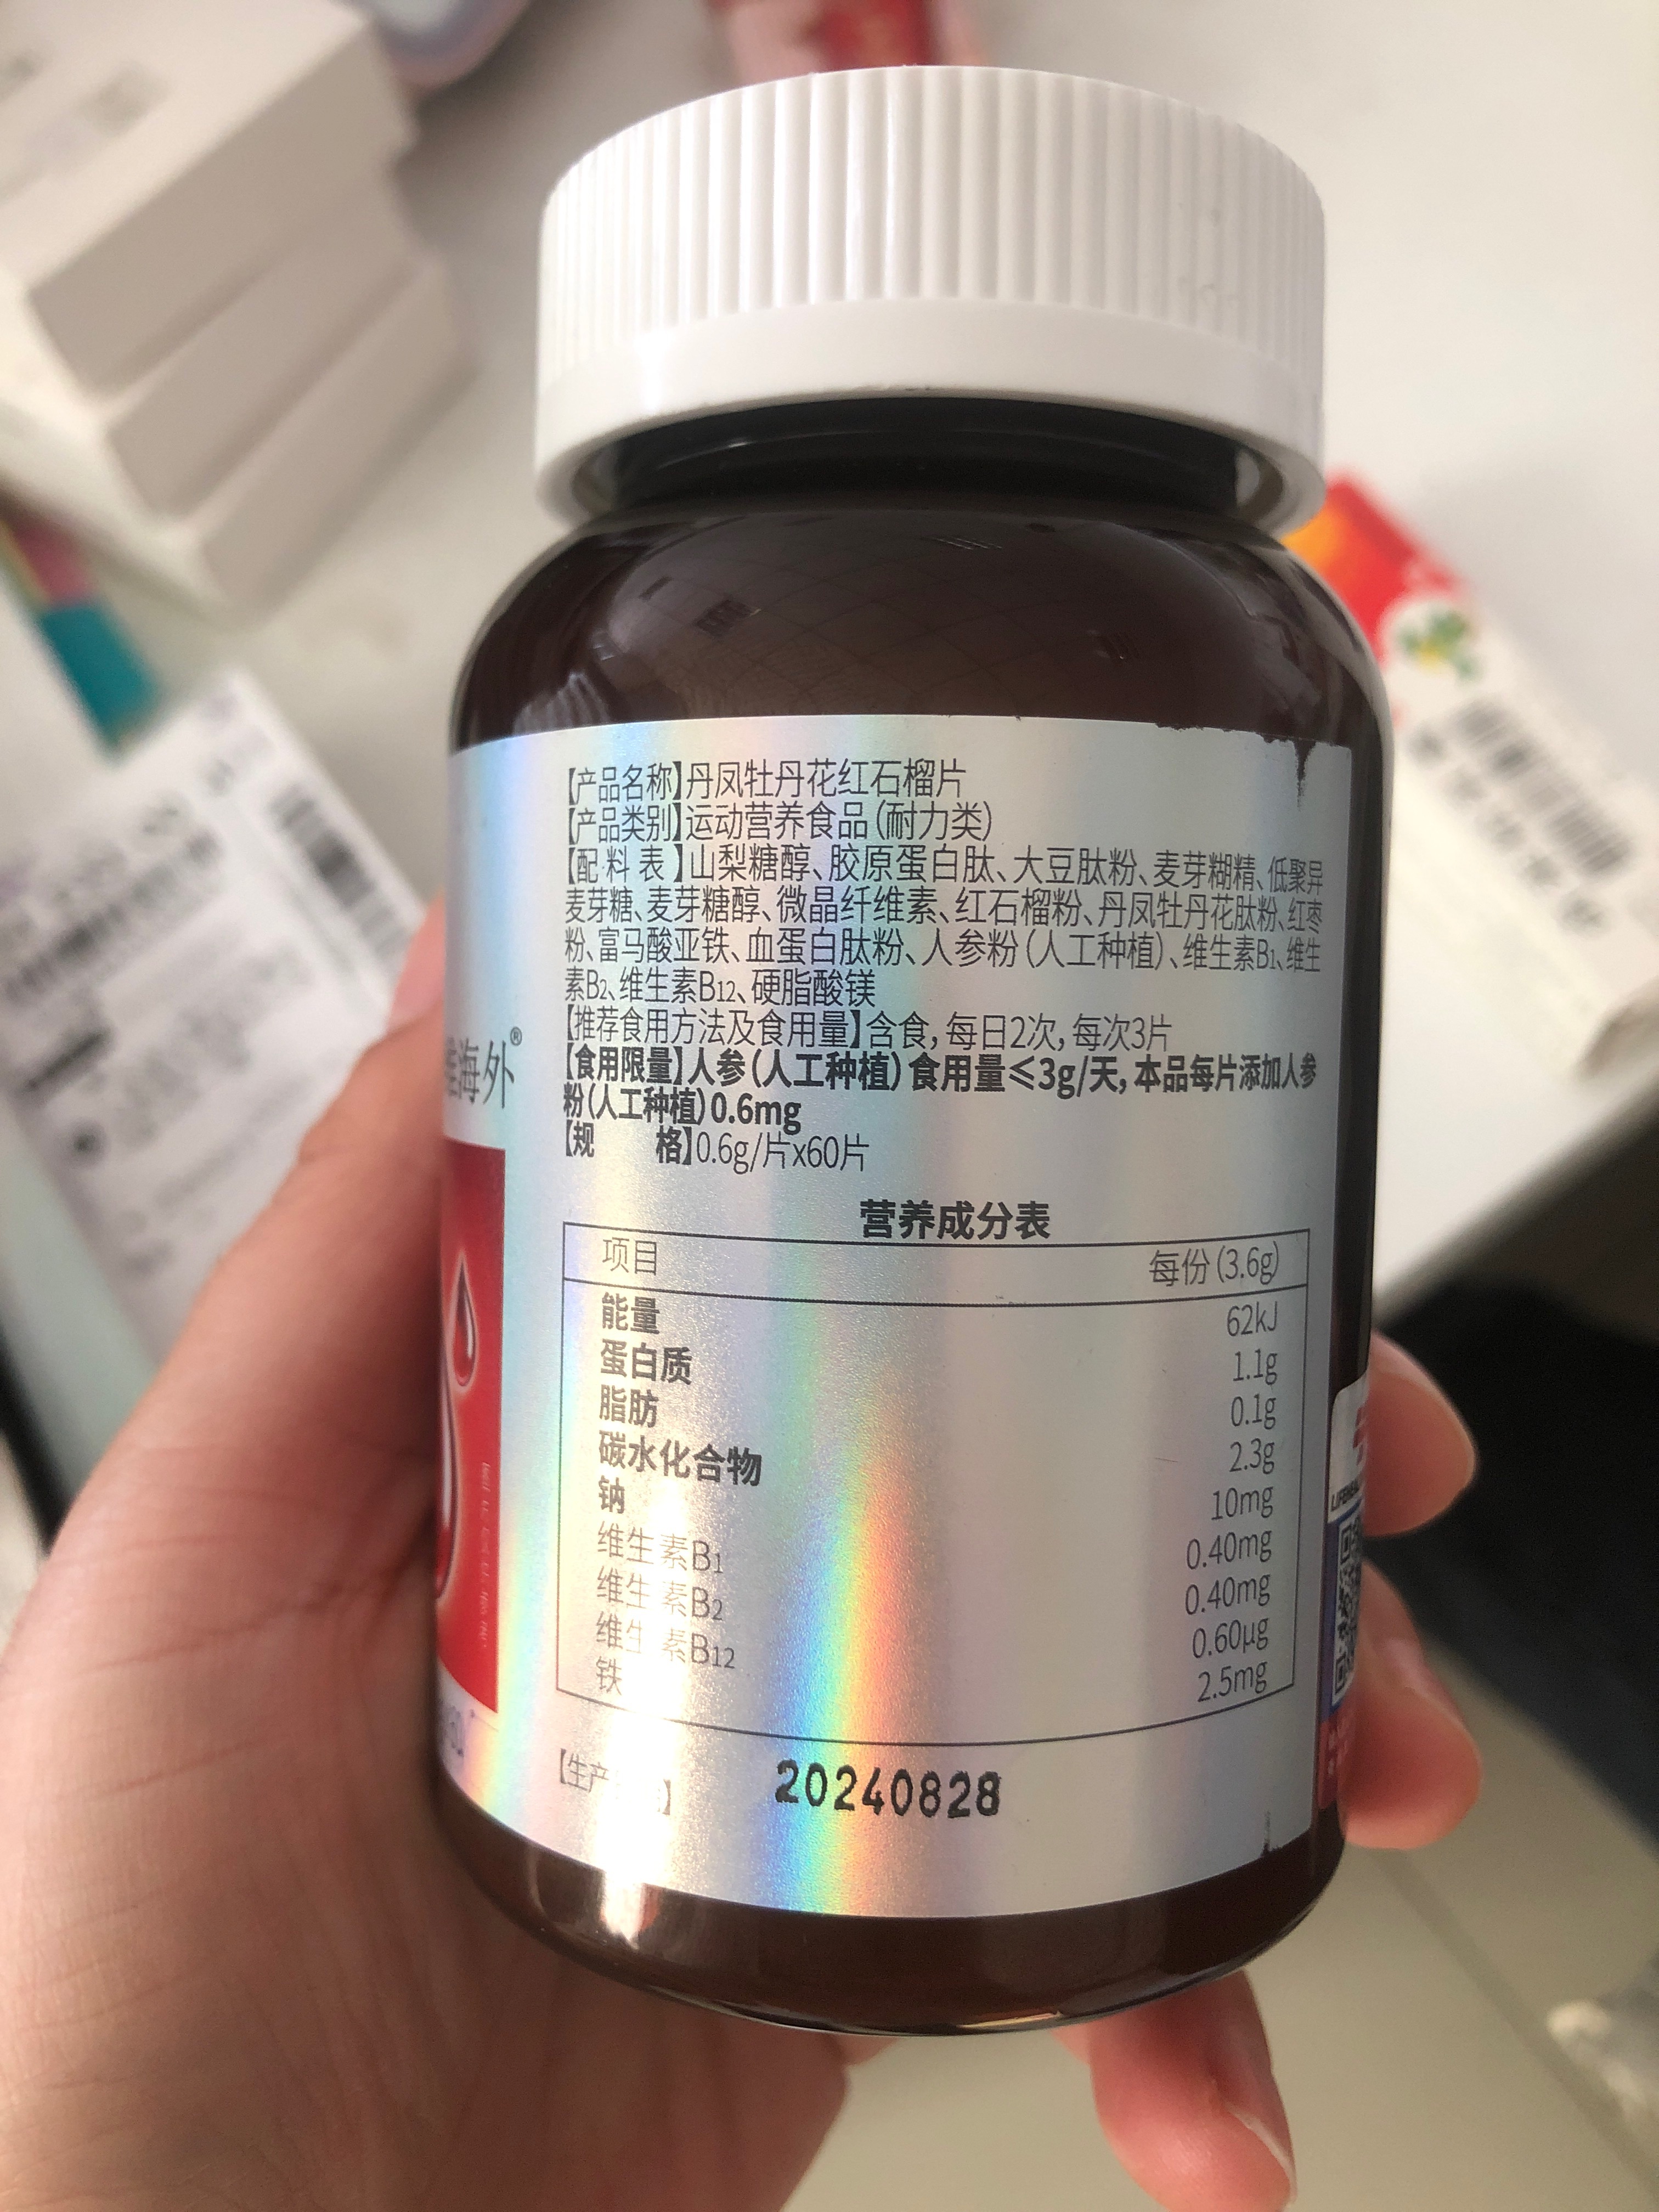 【产品名称】丹凤牡丹花红石榴片
【产品类别】运动营养食品(耐力类)
【配 料 表】山梨糖醇、胶原蛋白肽、大豆肽粉、麦芽糊精、低聚异
麦芽糖、麦芽糖醇、微晶纤维素、红石榴粉、丹凤牡丹花肽粉、红枣
粉、富马酸亚铁、血蛋白肽粉、人参粉(人工种植)、维生素B1、维生
素B2、维生素B12、硬脂酸镁
【推荐食用方法及食用量】含食,每日2次,每次3片
【食用限量】人参(人工种植)食用量≤3g/天,本品每片添加人参
粉(人工种植)0.6mg
【规 格】0.6g/片x60片
海外®
营养成分表
项目 每份(3.6g)
能量 62kJ
蛋白质 1.1g
脂肪 0.1g
碳水化合物 2.3g
钠 10mg
维生素B1 0.40mg
维生素B2 0.40mg
维生素B12 0.60μg
铁 2.5mg
【生产 】 20240828